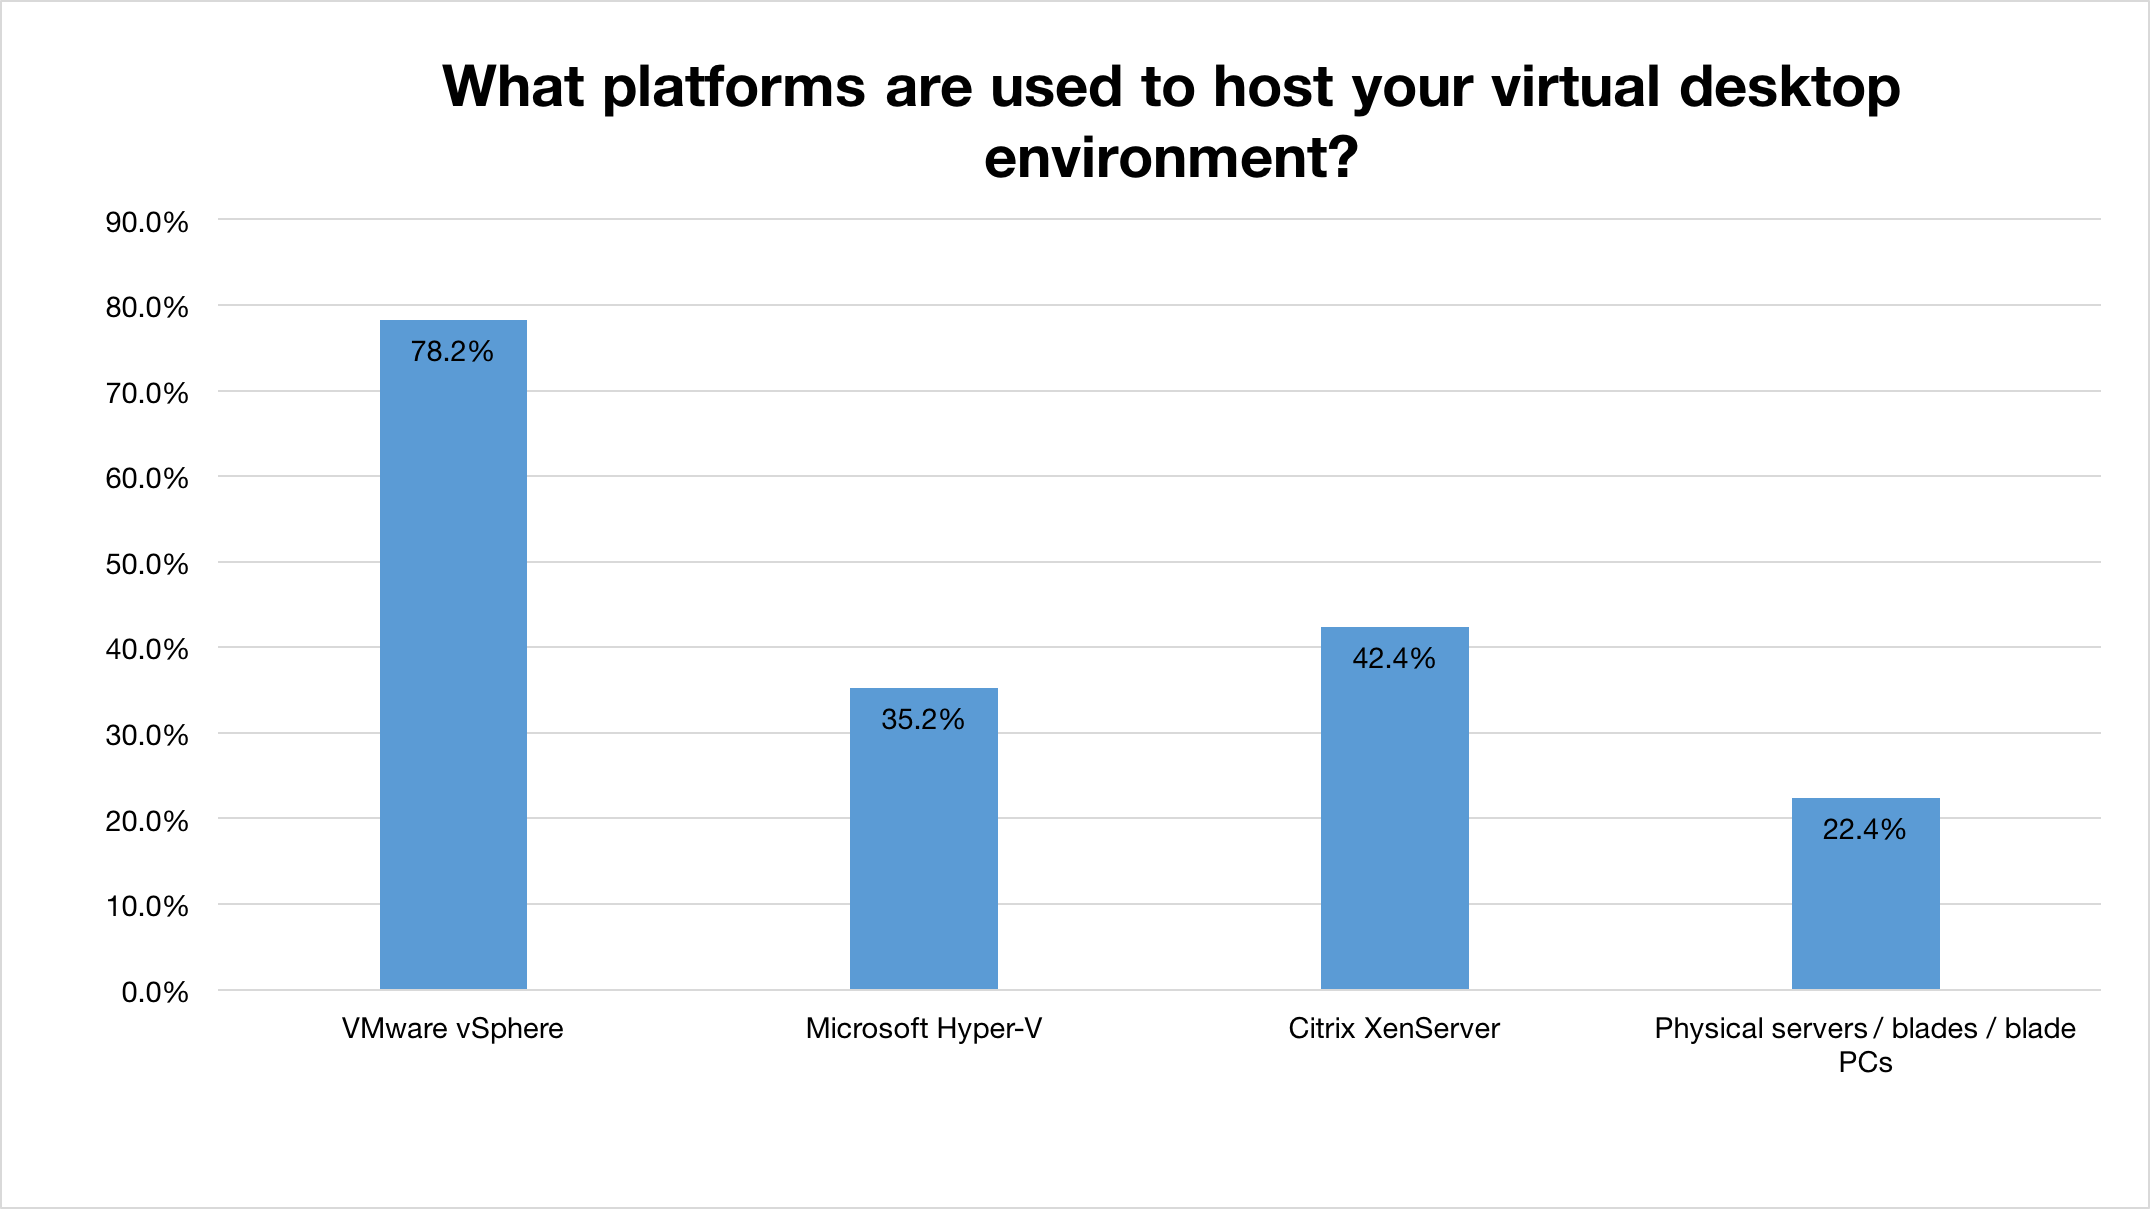 What platforms are used to host your virtual desktop
environment?
90.0%
80.0%
78.2%
70.0%
60.0%
50.0%
40.0%
42.4%
35.2%
30.0%
20.0%
22.4%
10.0%
0.0%
VMware vSphere
Microsoft Hyper-V
Citrix XenServer
Physical servers / blades / blade
PCs